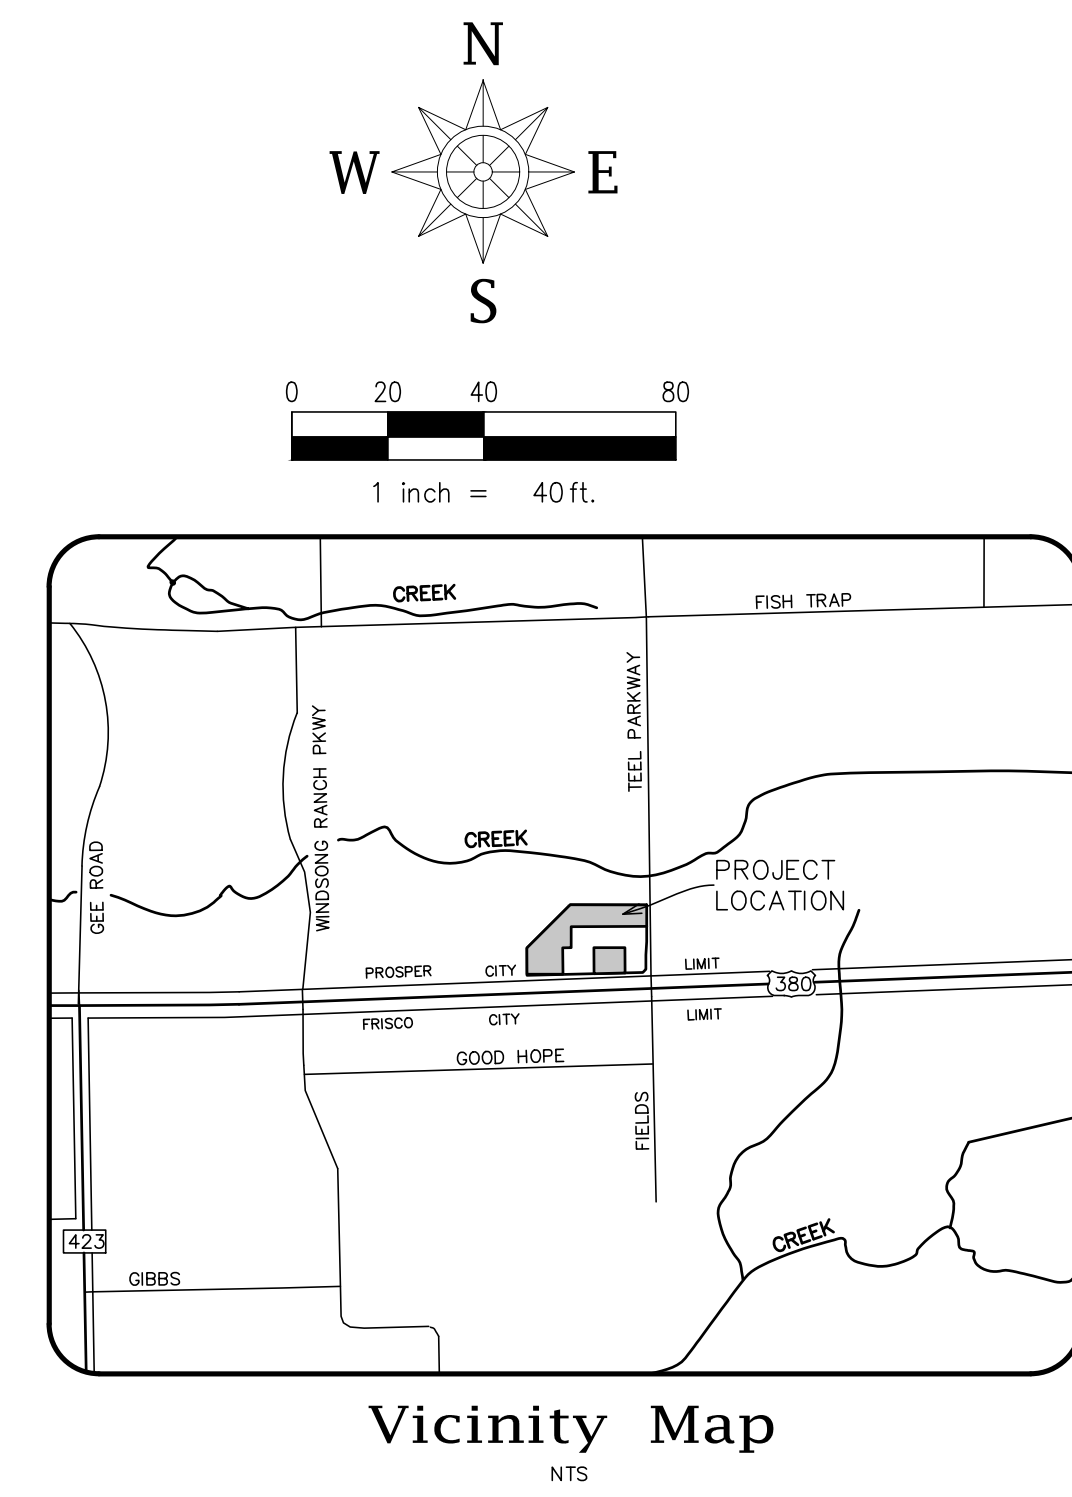 N
W E
S
0 20 40 80
1 inch = 40 ft.
CREEK
FISH TRAP
TEEL PARKWAY
WINDSONG RANCH PKWY
GEE ROAD
CREEK
PROJECT
LOCATION
PROSPER CITY LIMIT
380
FRISCO CITY LIMIT
GOOD HOPE
FIELDS
423
CREEK
GIBBS
Vicinity Map
NTS